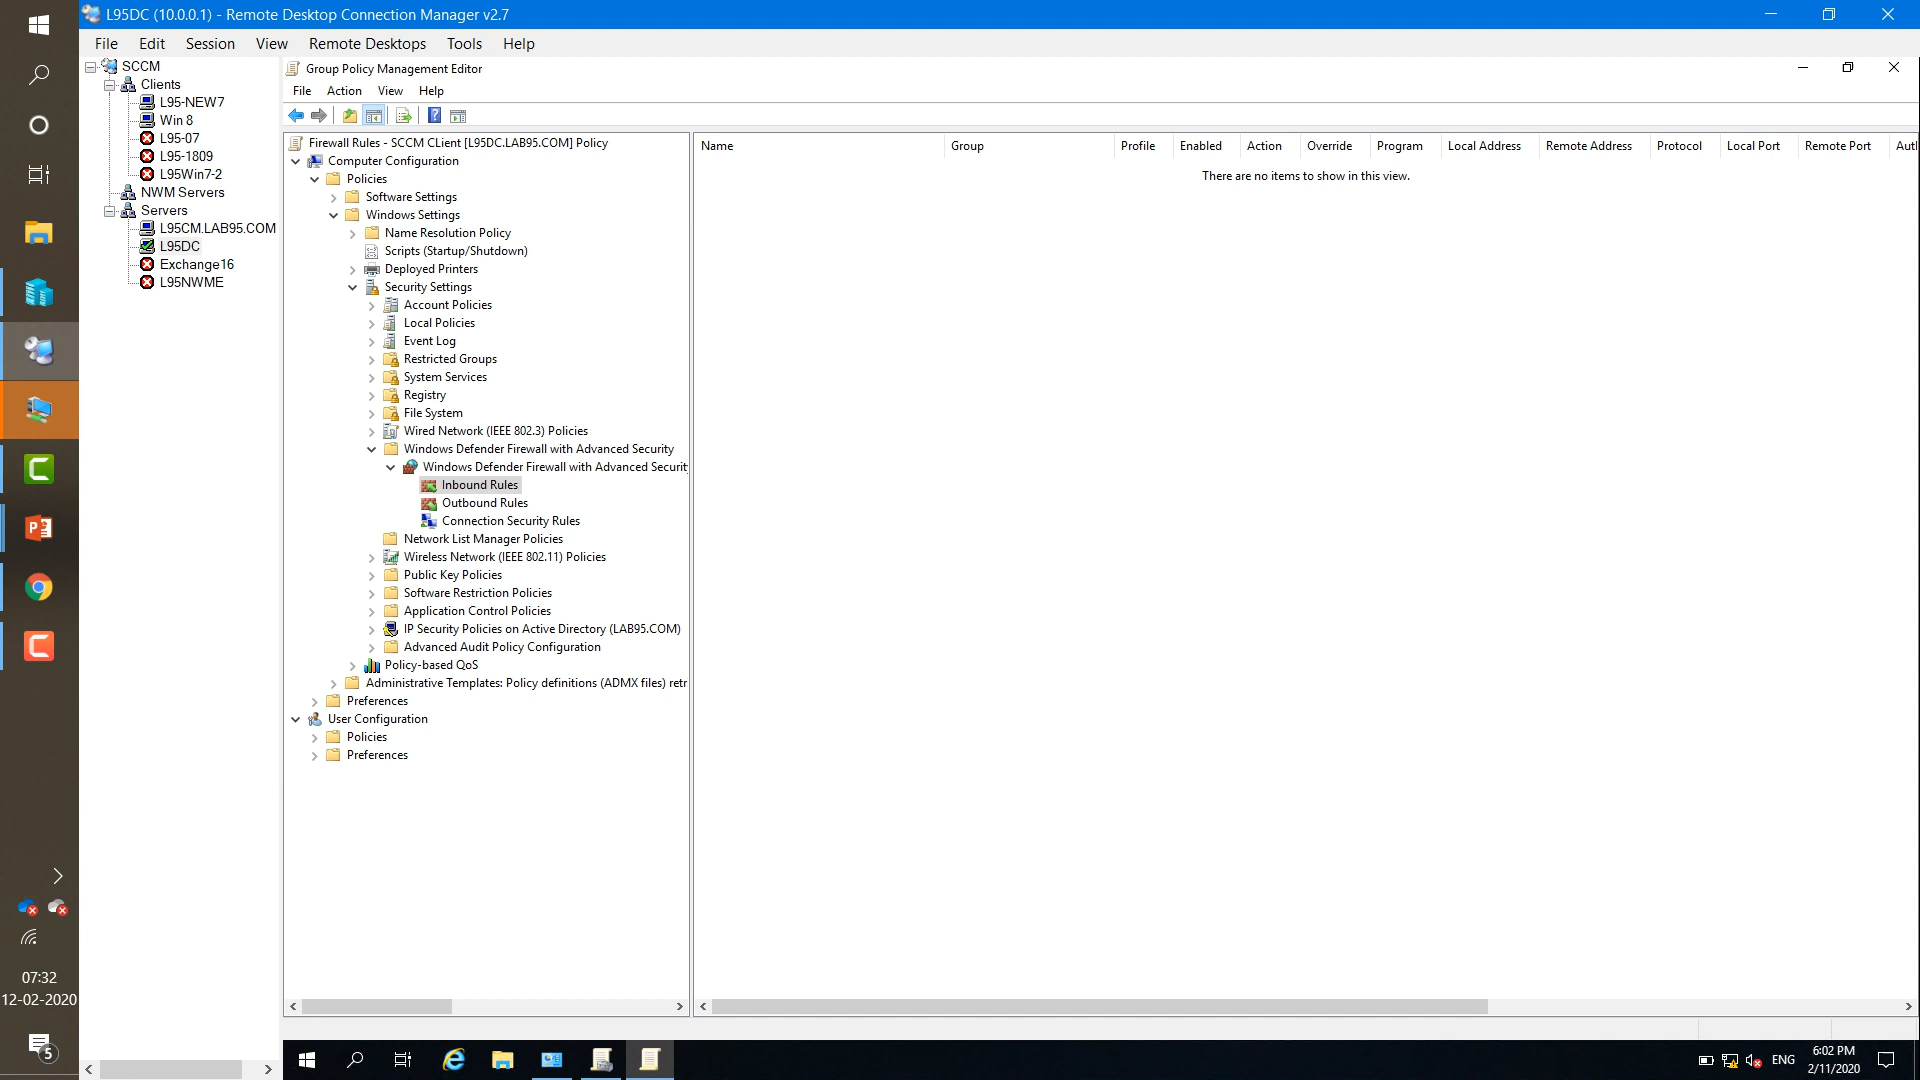 L95DC (10.0.0.1) - Remote Desktop Connection Manager v2.7
File Edit Session View Remote Desktops Tools Help
SCCM
Clients
L95-NEW7
Win 8
L95-07
L95-1809
L95Win7-2
NWM Servers
Servers
L95CM.LAB95.COM
L95DC
Exchange16
L95NWME
Group Policy Management Editor
File Action View Help
Firewall Rules - SCCM CLient [L95DC.LAB95.COM] Policy
Computer Configuration
Policies
Software Settings
Windows Settings
Name Resolution Policy
Scripts (Startup/Shutdown)
Deployed Printers
Security Settings
Account Policies
Local Policies
Event Log
Restricted Groups
System Services
Registry
File System
Wired Network (IEEE 802.3) Policies
Windows Defender Firewall with Advanced Security
Windows Defender Firewall with Advanced Securit
Inbound Rules
Outbound Rules
Connection Security Rules
Network List Manager Policies
Wireless Network (IEEE 802.11) Policies
Public Key Policies
Software Restriction Policies
Application Control Policies
IP Security Policies on Active Directory (LAB95.COM)
Advanced Audit Policy Configuration
Policy-based QoS
Administrative Templates: Policy definitions (ADMX files) retr
Preferences
User Configuration
Policies
Preferences
Name Group Profile Enabled Action Override Program Local Address Remote Address Protocol Local Port Remote Port Autl
There are no items to show in this view.
07:32
12-02-2020
5
ENG
6:02 PM
2/11/2020